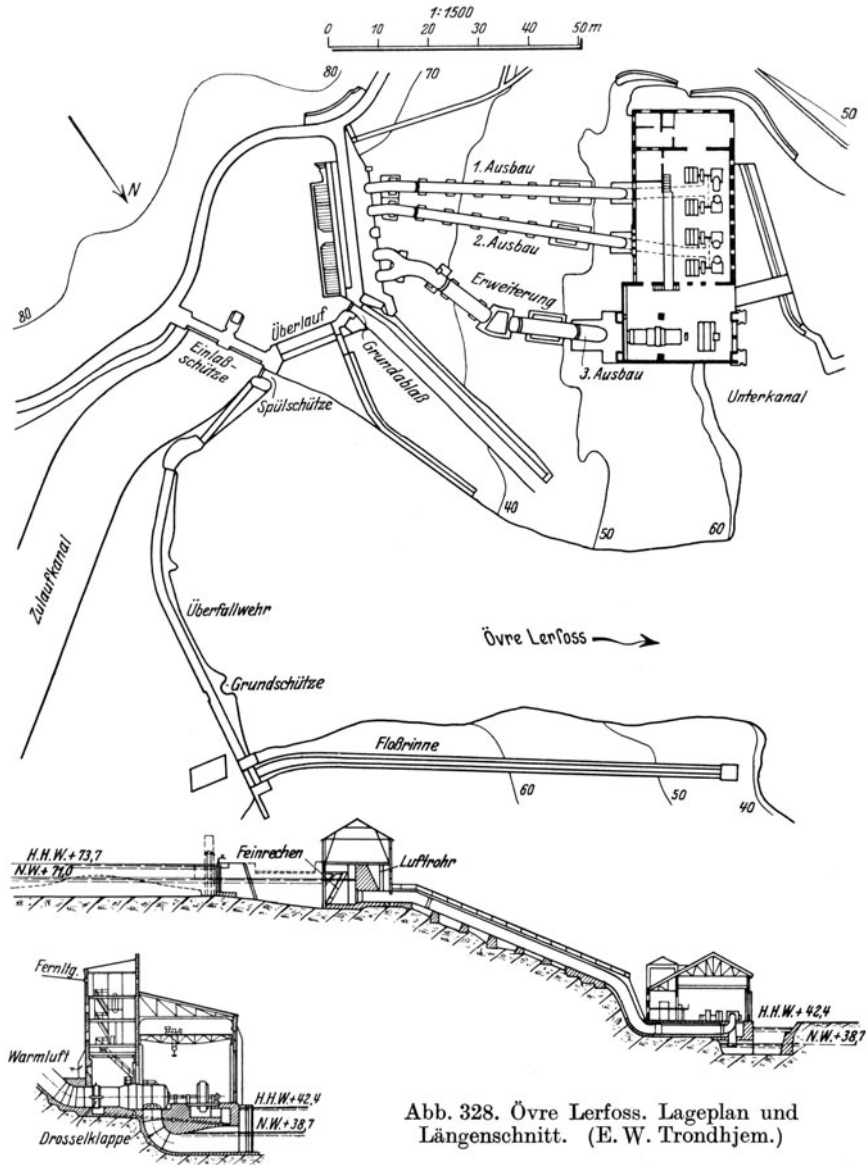 1:1500
0 10 20 30 40 50 m
80
70
50
N
1. Ausbau
2. Ausbau
Erweiterung
80
Überlauf
Einlaß-
schütze
Grundablaß
3. Ausbau
Spülschütze
Unterkanal
40
50
60
Zulaufkanal
Überfallwehr
Övre Lerfoss
Grundschütze
Floßrinne
60
50
40
H.H.W.+73,7
N.W.+71,0
Feinrechen
Luftrohr
Fernltg.
H.H.W.+42,4
N.W.+38,7
Warmluft
H.H.W.+42,4
N.W.+38,7
Drosselklappe
Abb. 328. Övre Lerfoss. Lageplan und
Längenschnitt. (E. W. Trondhjem.)